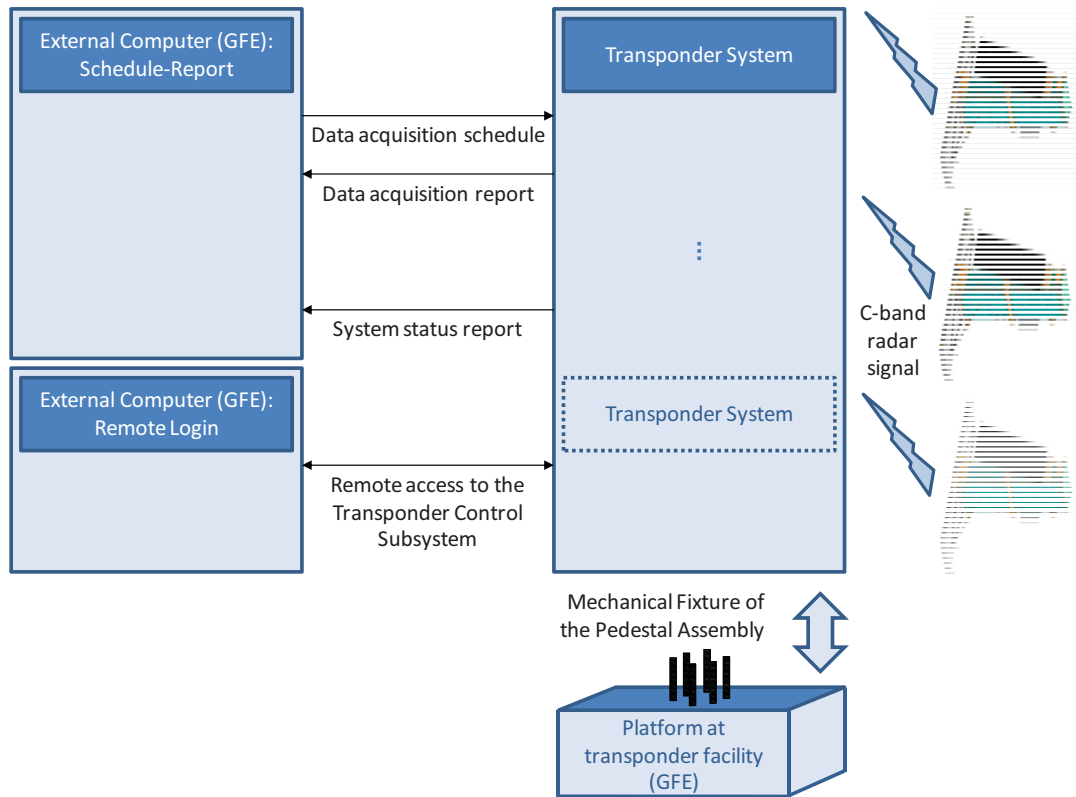 External Computer (GFE):
Schedule-Report
Transponder System
Data acquisition schedule
Data acquisition report
System status report
C-band
radar
signal
External Computer (GFE):
Remote Login
Transponder System
Remote access to the
Transponder Control
Subsystem
Mechanical Fixture of
the Pedestal Assembly
Platform at
transponder facility
(GFE)